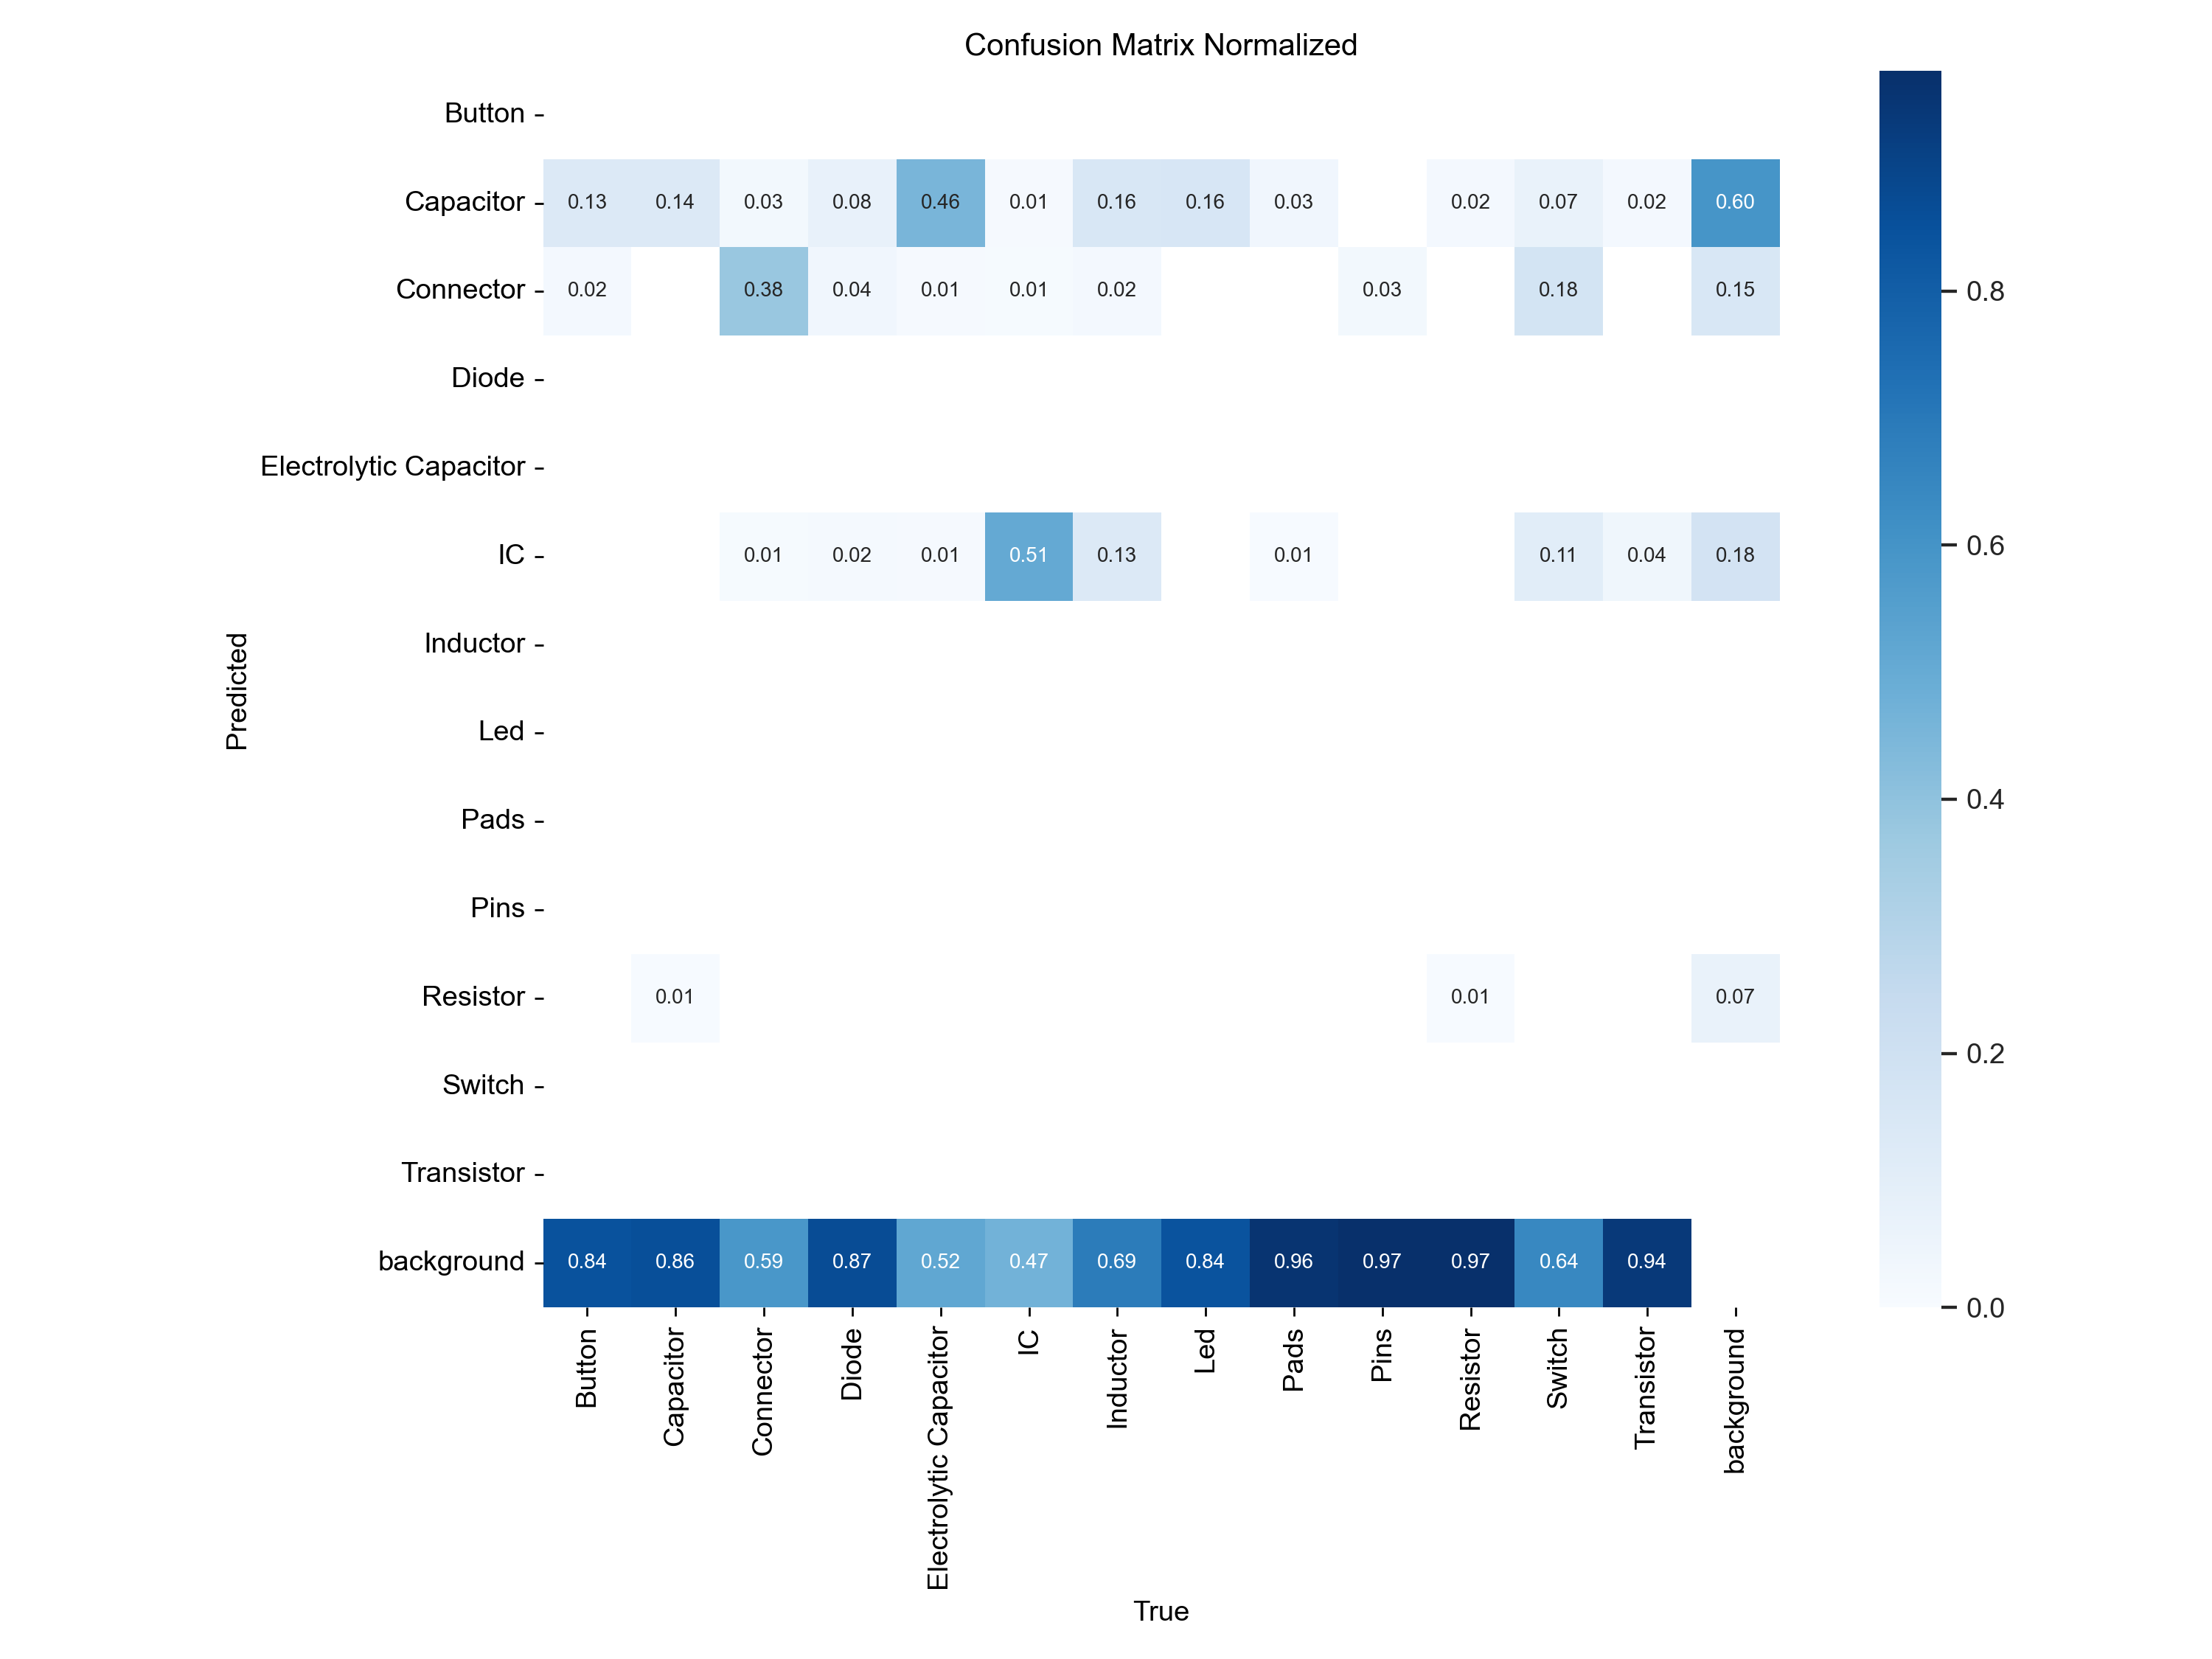 Confusion Matrix Normalized
Button
Capacitor 0.13 0.14 0.03 0.08 0.46 0.01 0.16 0.16 0.03 0.02 0.07 0.02 0.60
Connector 0.02 0.38 0.04 0.01 0.01 0.02 0.03 0.18 0.15
0.8
Diode
Electrolytic Capacitor
IC 0.01 0.02 0.01 0.51 0.13 0.01 0.11 0.04 0.18
0.6
Inductor
Predicted
Led
Pads
0.4
Pins
Resistor 0.01 0.01 0.07
0.2
Switch
Transistor
background 0.84 0.86 0.59 0.87 0.52 0.47 0.69 0.84 0.96 0.97 0.97 0.64 0.94
0.0
Button
Capacitor
Connector
Diode
Electrolytic Capacitor
IC
Inductor
Led
Pads
Pins
Resistor
Switch
Transistor
background
True